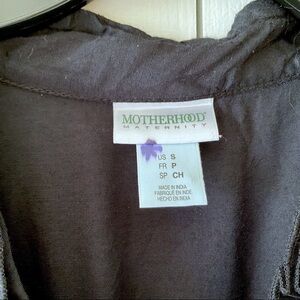 MOTHERHOOD
MATERNITY
US S
FR P
SP CH
MADE IN INDIA
FABRIQUÉ EN INDE
HECHO EN INDIA